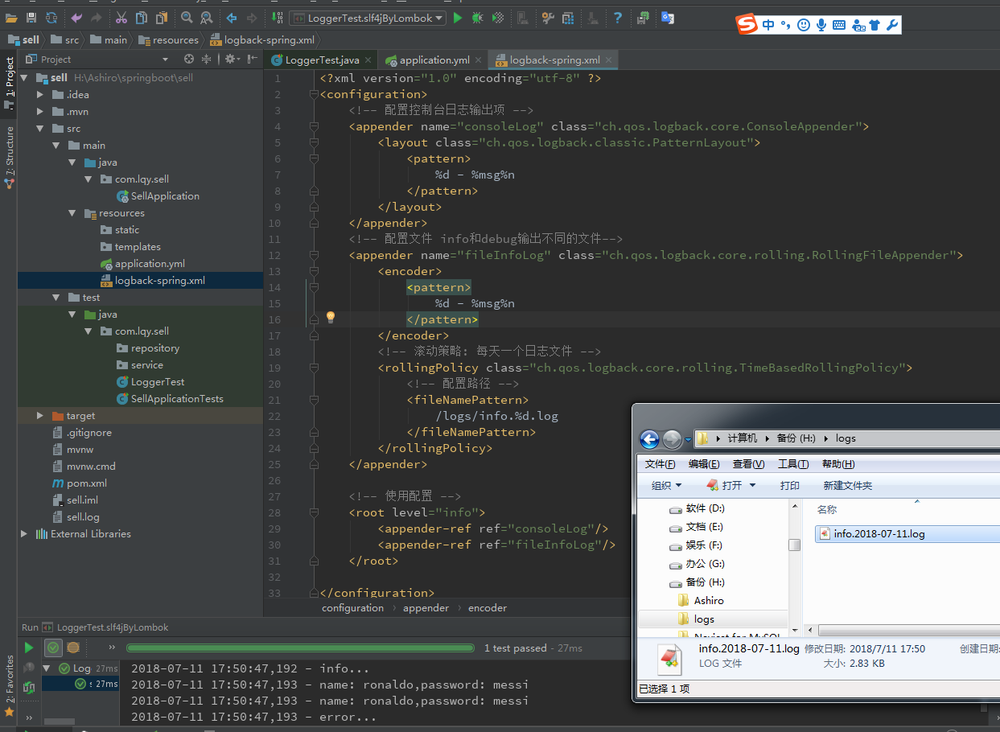 LoggerTest.slf4jByLombok
中
sell
src
main
resources
logback-spring.xml
Project
LoggerTest.java
application.yml
logback-spring.xml
1: Project
7: Structure
2: Favorites
sell H:\Ashiro\springboot\sell
.idea
.mvn
src
main
java
com.lqy.sell
SellApplication
resources
static
templates
application.yml
logback-spring.xml
test
java
com.lqy.sell
repository
service
LoggerTest
SellApplicationTests
target
.gitignore
mvnw
mvnw.cmd
pom.xml
sell.iml
sell.log
External Libraries
1 <?xml version="1.0" encoding="utf-8" ?>
2 <configuration>
3 <!-- 配置控制台日志输出项 -->
4 <appender name="consoleLog" class="ch.qos.logback.core.ConsoleAppender">
5 <layout class="ch.qos.logback.classic.PatternLayout">
6 <pattern>
7 %d - %msg%n
8 </pattern>
9 </layout>
10 </appender>
11 <!-- 配置文件 info和debug输出不同的文件-->
12 <appender name="fileInfoLog" class="ch.qos.logback.core.rolling.RollingFileAppender">
13 <encoder>
14 <pattern>
15 %d - %msg%n
16 </pattern>
17 </encoder>
18 <!-- 滚动策略: 每天一个日志文件 -->
19 <rollingPolicy class="ch.qos.logback.core.rolling.TimeBasedRollingPolicy">
20 <!-- 配置路径 -->
21 <fileNamePattern>
22 /logs/info.%d.log
23 </fileNamePattern>
24 </rollingPolicy>
25 </appender>
26
27 <!-- 使用配置 -->
28 <root level="info">
29 <appender-ref ref="consoleLog"/>
30 <appender-ref ref="fileInfoLog"/>
31 </root>
32
33 </configuration>
configuration › appender › encoder
Run LoggerTest.slf4jByLombok
1 test passed - 27ms
Log 27ms
s 27ms
2018-07-11 17:50:47,192 - info...
2018-07-11 17:50:47,193 - name: ronaldo,password: messi
2018-07-11 17:50:47,193 - name: ronaldo,password: messi
2018-07-11 17:50:47,193 - error...
计算机 备份 (H:) logs
文件(F) 编辑(E) 查看(V) 工具(T) 帮助(H)
组织 打开 打印 新建文件夹
软件 (D:)
文档 (E:)
娱乐 (F:)
办公 (G:)
备份 (H:)
Ashiro
logs
Navicat for MySQL
名称
info.2018-07-11.log
info.2018-07-11.log 修改日期: 2018/7/11 17:50 创建日期:
LOG 文件 大小: 2.83 KB
已选择 1 项